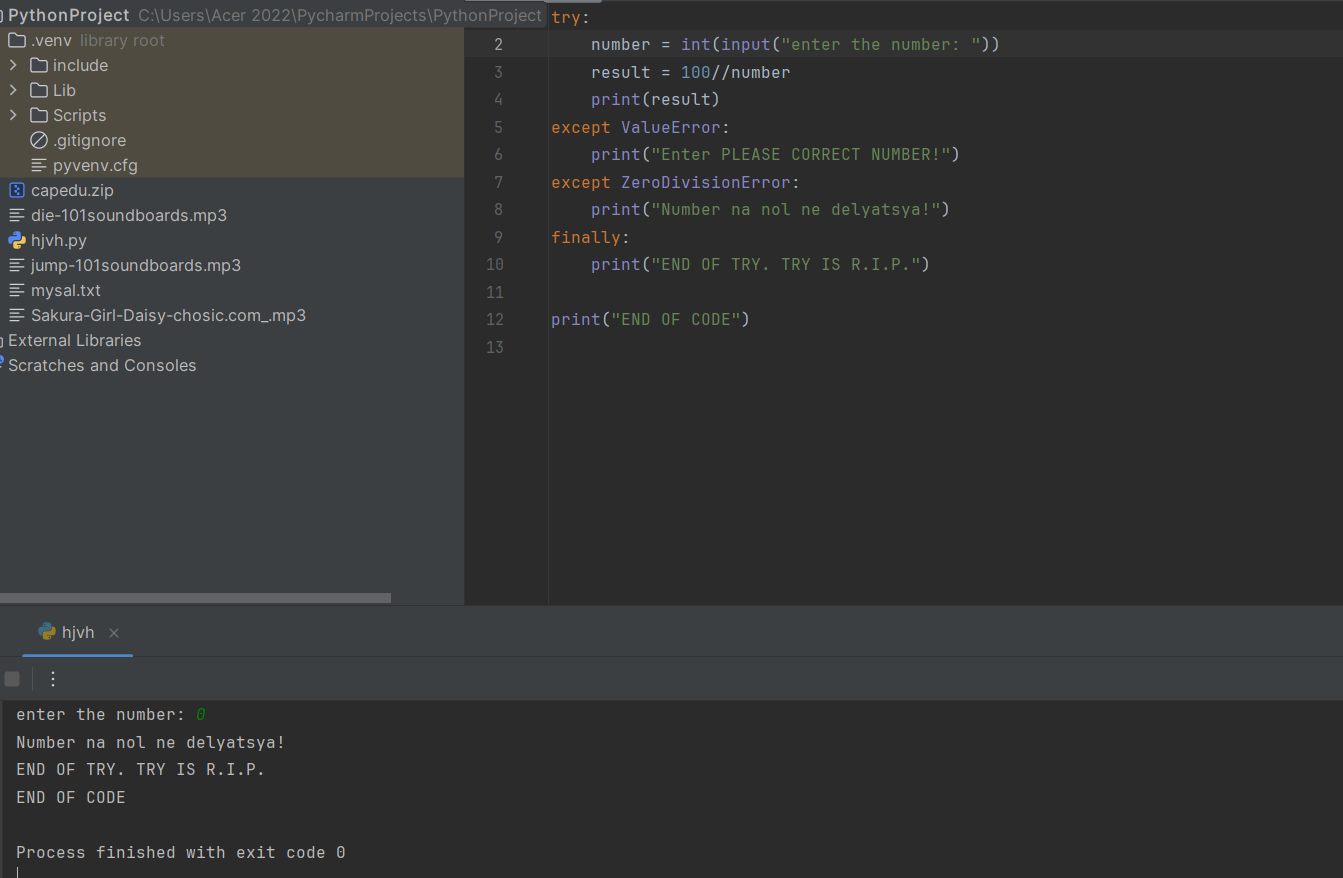 PythonProject C:\Users\Acer 2022\PycharmProjects\PythonProject
.venv library root
include
Lib
Scripts
.gitignore
pyvenv.cfg
capedu.zip
die-101soundboards.mp3
hjvh.py
jump-101soundboards.mp3
mysal.txt
Sakura-Girl-Daisy-chosic.com_.mp3
External Libraries
Scratches and Consoles
try:
2 number = int(input("enter the number: "))
3 result = 100//number
4 print(result)
5 except ValueError:
6 print("Enter PLEASE CORRECT NUMBER!")
7 except ZeroDivisionError:
8 print("Number na nol ne delyatsya!")
9 finally:
10 print("END OF TRY. TRY IS R.I.P.")
11
12 print("END OF CODE")
13
hjvh
enter the number: 0
Number na nol ne delyatsya!
END OF TRY. TRY IS R.I.P.
END OF CODE
Process finished with exit code 0